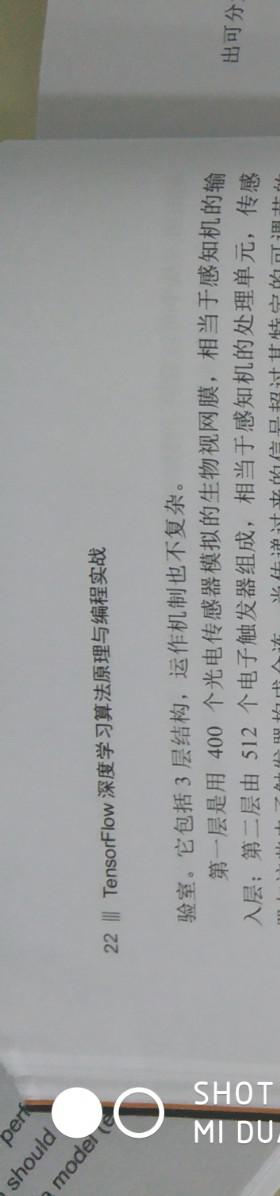 出可分
22 ||| TensorFlow 深度学习算法原理与编程实战
验室。它包括 3 层结构，运作机制也不复杂。
第一层是用 400 个光电传感器模拟的生物视网膜，相当于感知机的输
入层；第二层由 512 个电子触发器组成，相当于感知机的处理单元，传感
should
model
SHOT
MI DUA